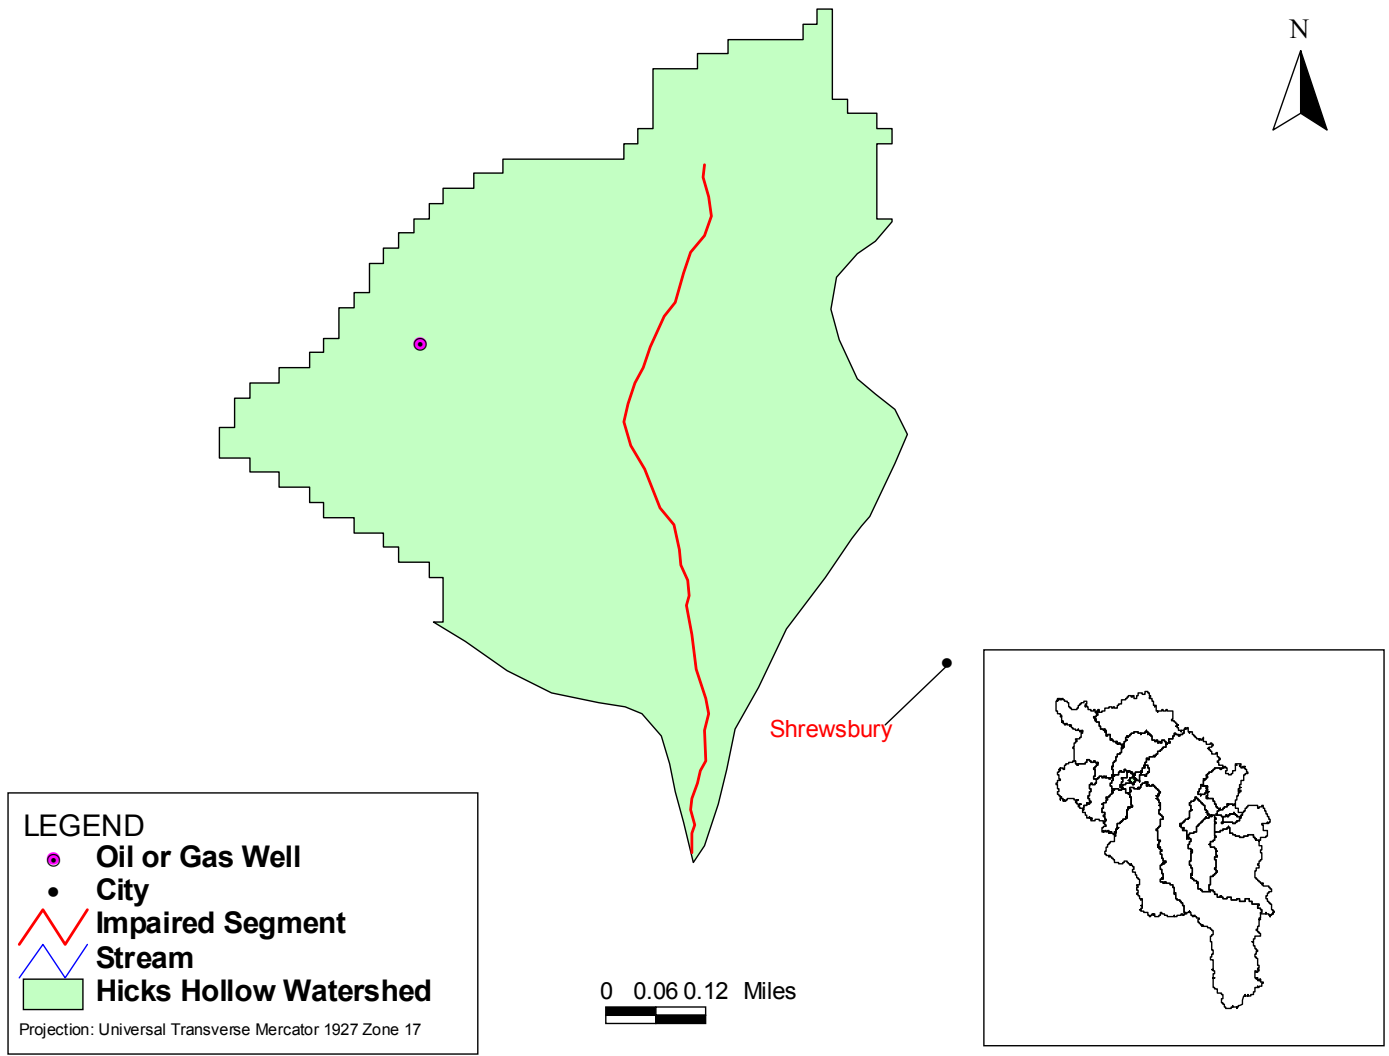 N
Shrewsbury
LEGEND
Oil or Gas Well
City
Impaired Segment
Stream
Hicks Hollow Watershed
Projection: Universal Transverse Mercator 1927 Zone 17
0 0.06 0.12 Miles